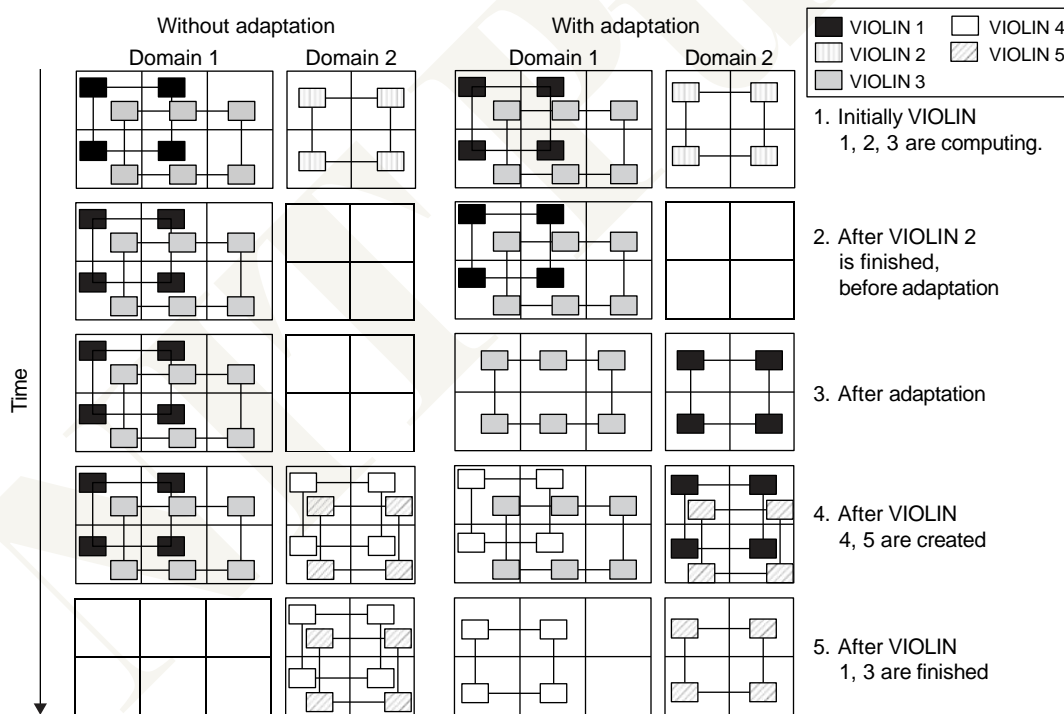 Without adaptation
With adaptation
Domain 1
Domain 2
Domain 1
Domain 2
VIOLIN 1
VIOLIN 4
VIOLIN 2
VIOLIN 5
VIOLIN 3
Time
1. Initially VIOLIN
1, 2, 3 are computing.
2. After VIOLIN 2
is finished,
before adaptation
3. After adaptation
4. After VIOLIN
4, 5 are created
5. After VIOLIN
1, 3 are finished